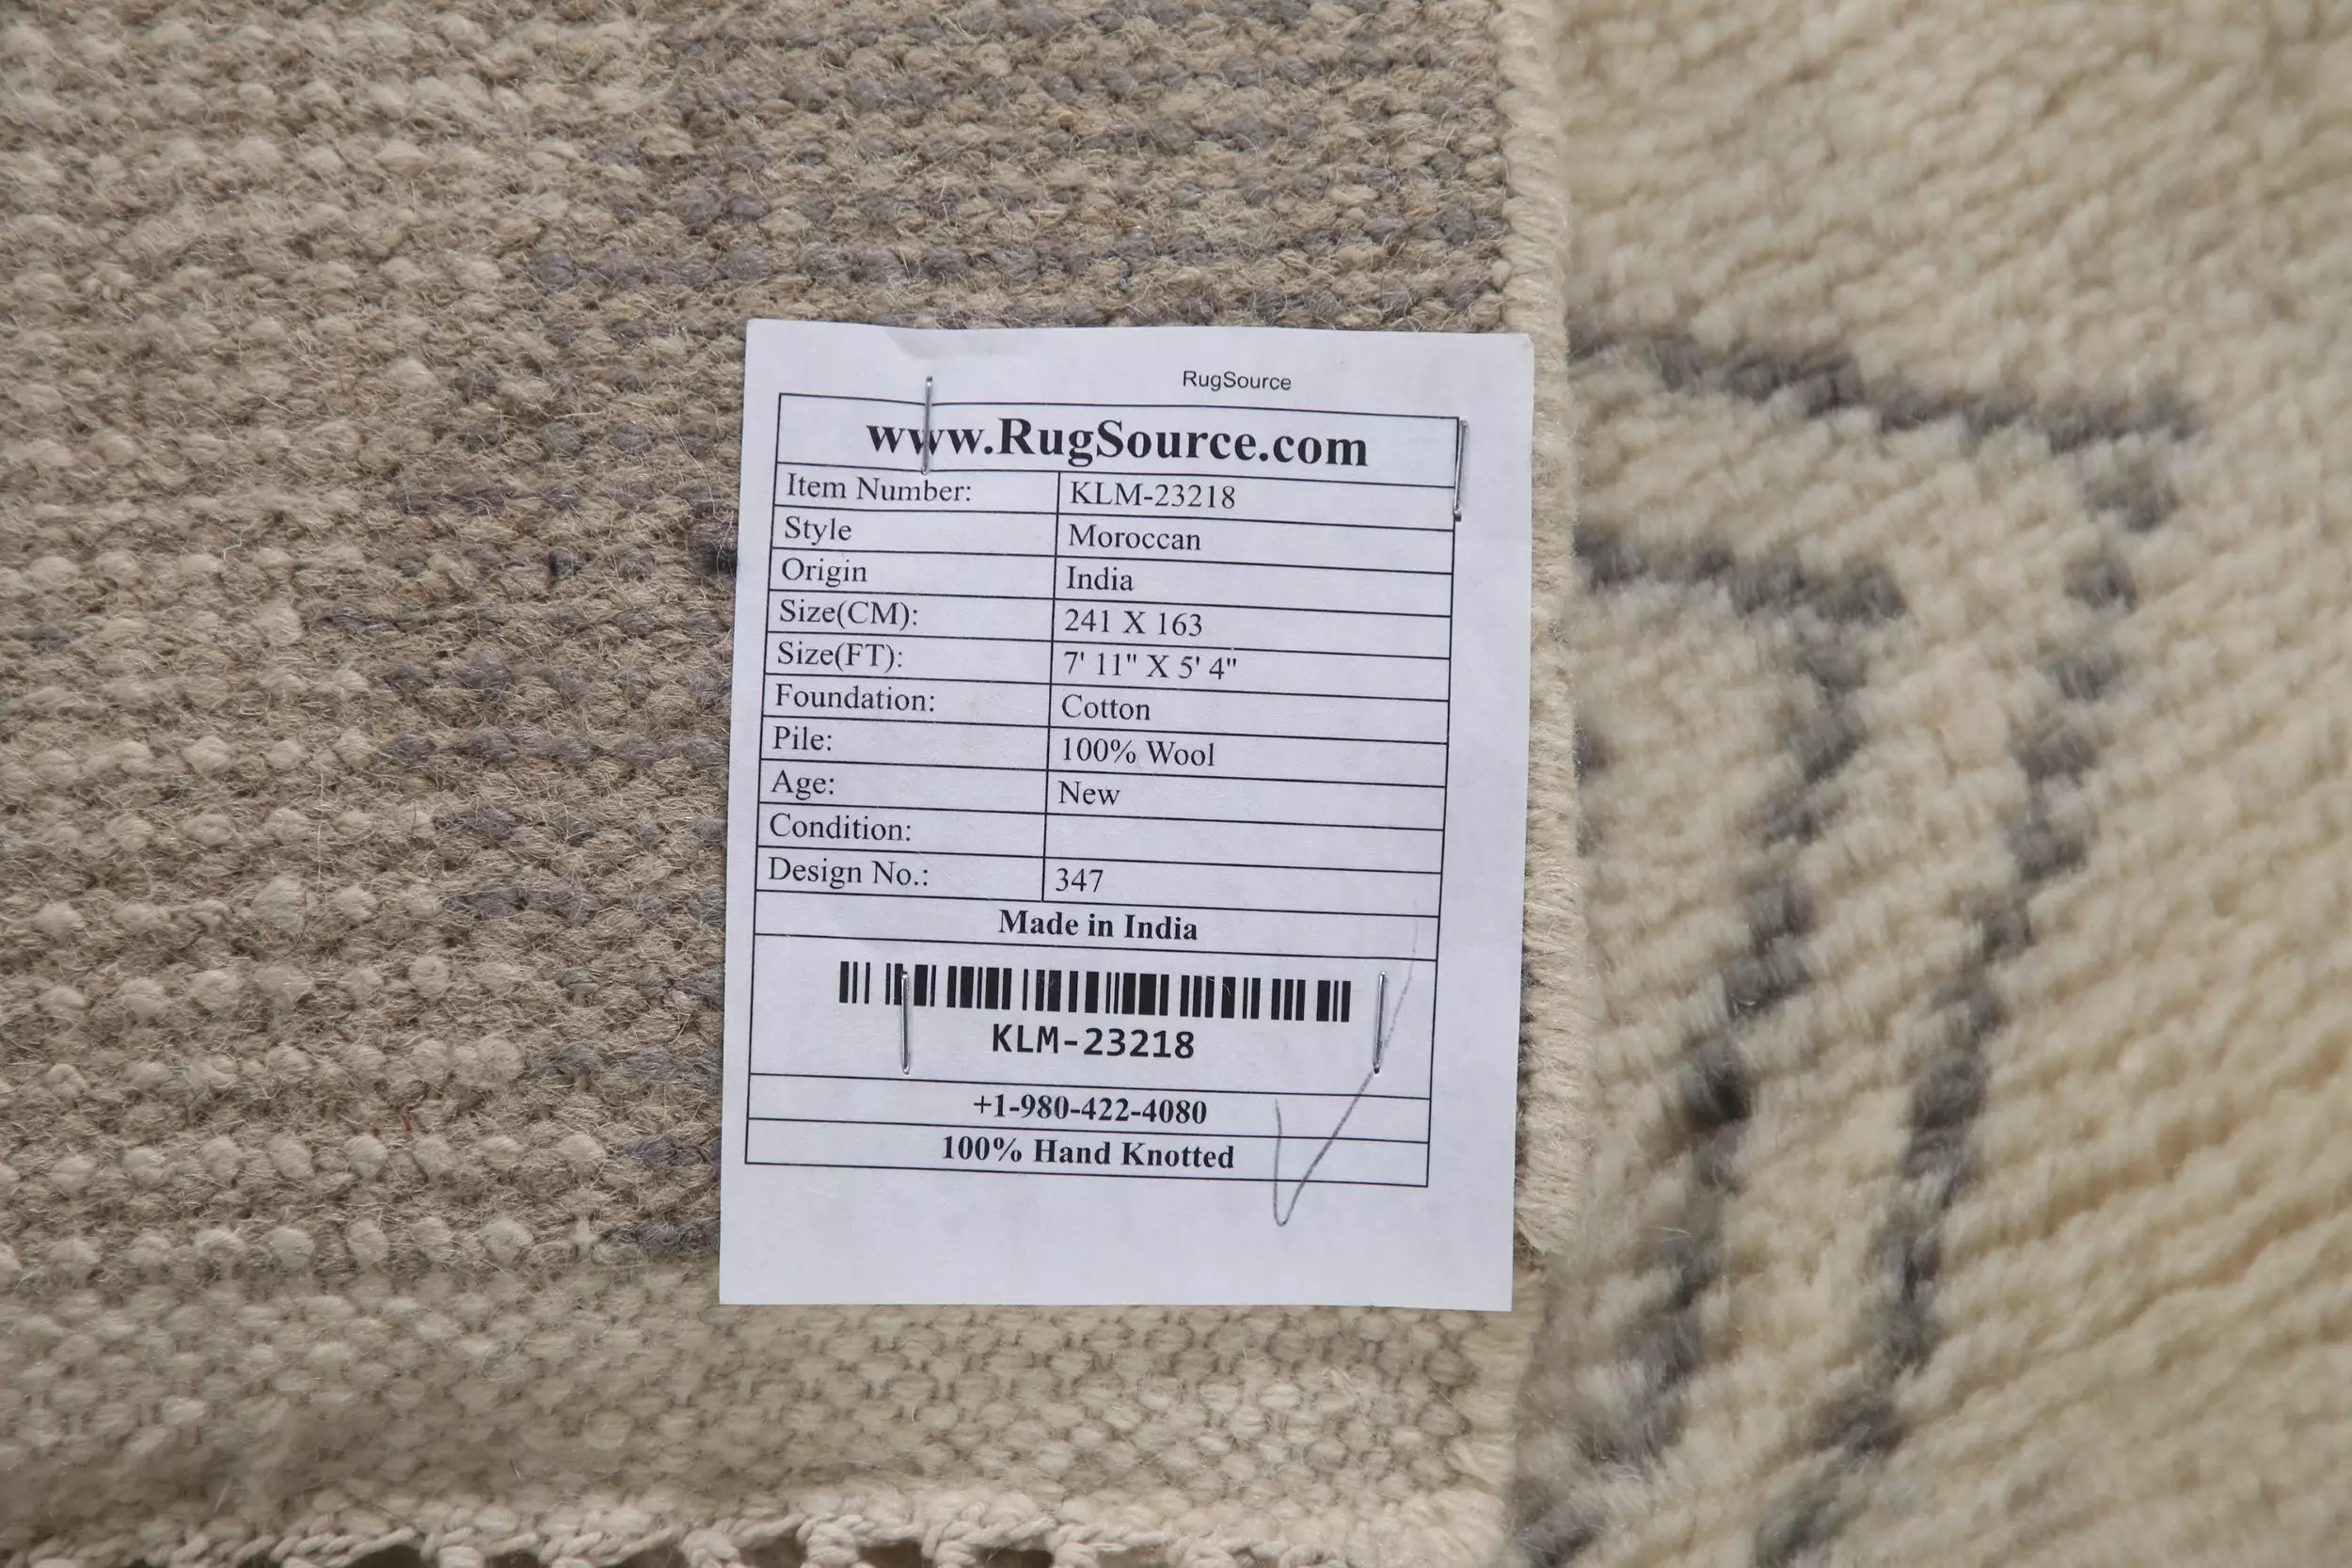 RugSource
www.RugSource.com
Item Number: KLM-23218
Style Moroccan
Origin India
Size(CM): 241 X 163
Size(FT): 7' 11" X 5' 4"
Foundation: Cotton
Pile: 100% Wool
Age: New
Condition:
Design No.: 347
Made in India
KLM-23218
+1-980-422-4080
100% Hand Knotted